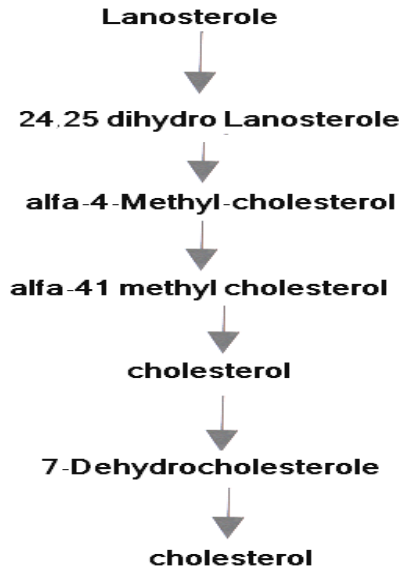 Lanosterole
24,25 dihydro Lanosterole
alfa-4-Methyl-cholesterol
alfa-41 methyl cholesterol
cholesterol
7-Dehydrocholesterole
cholesterol